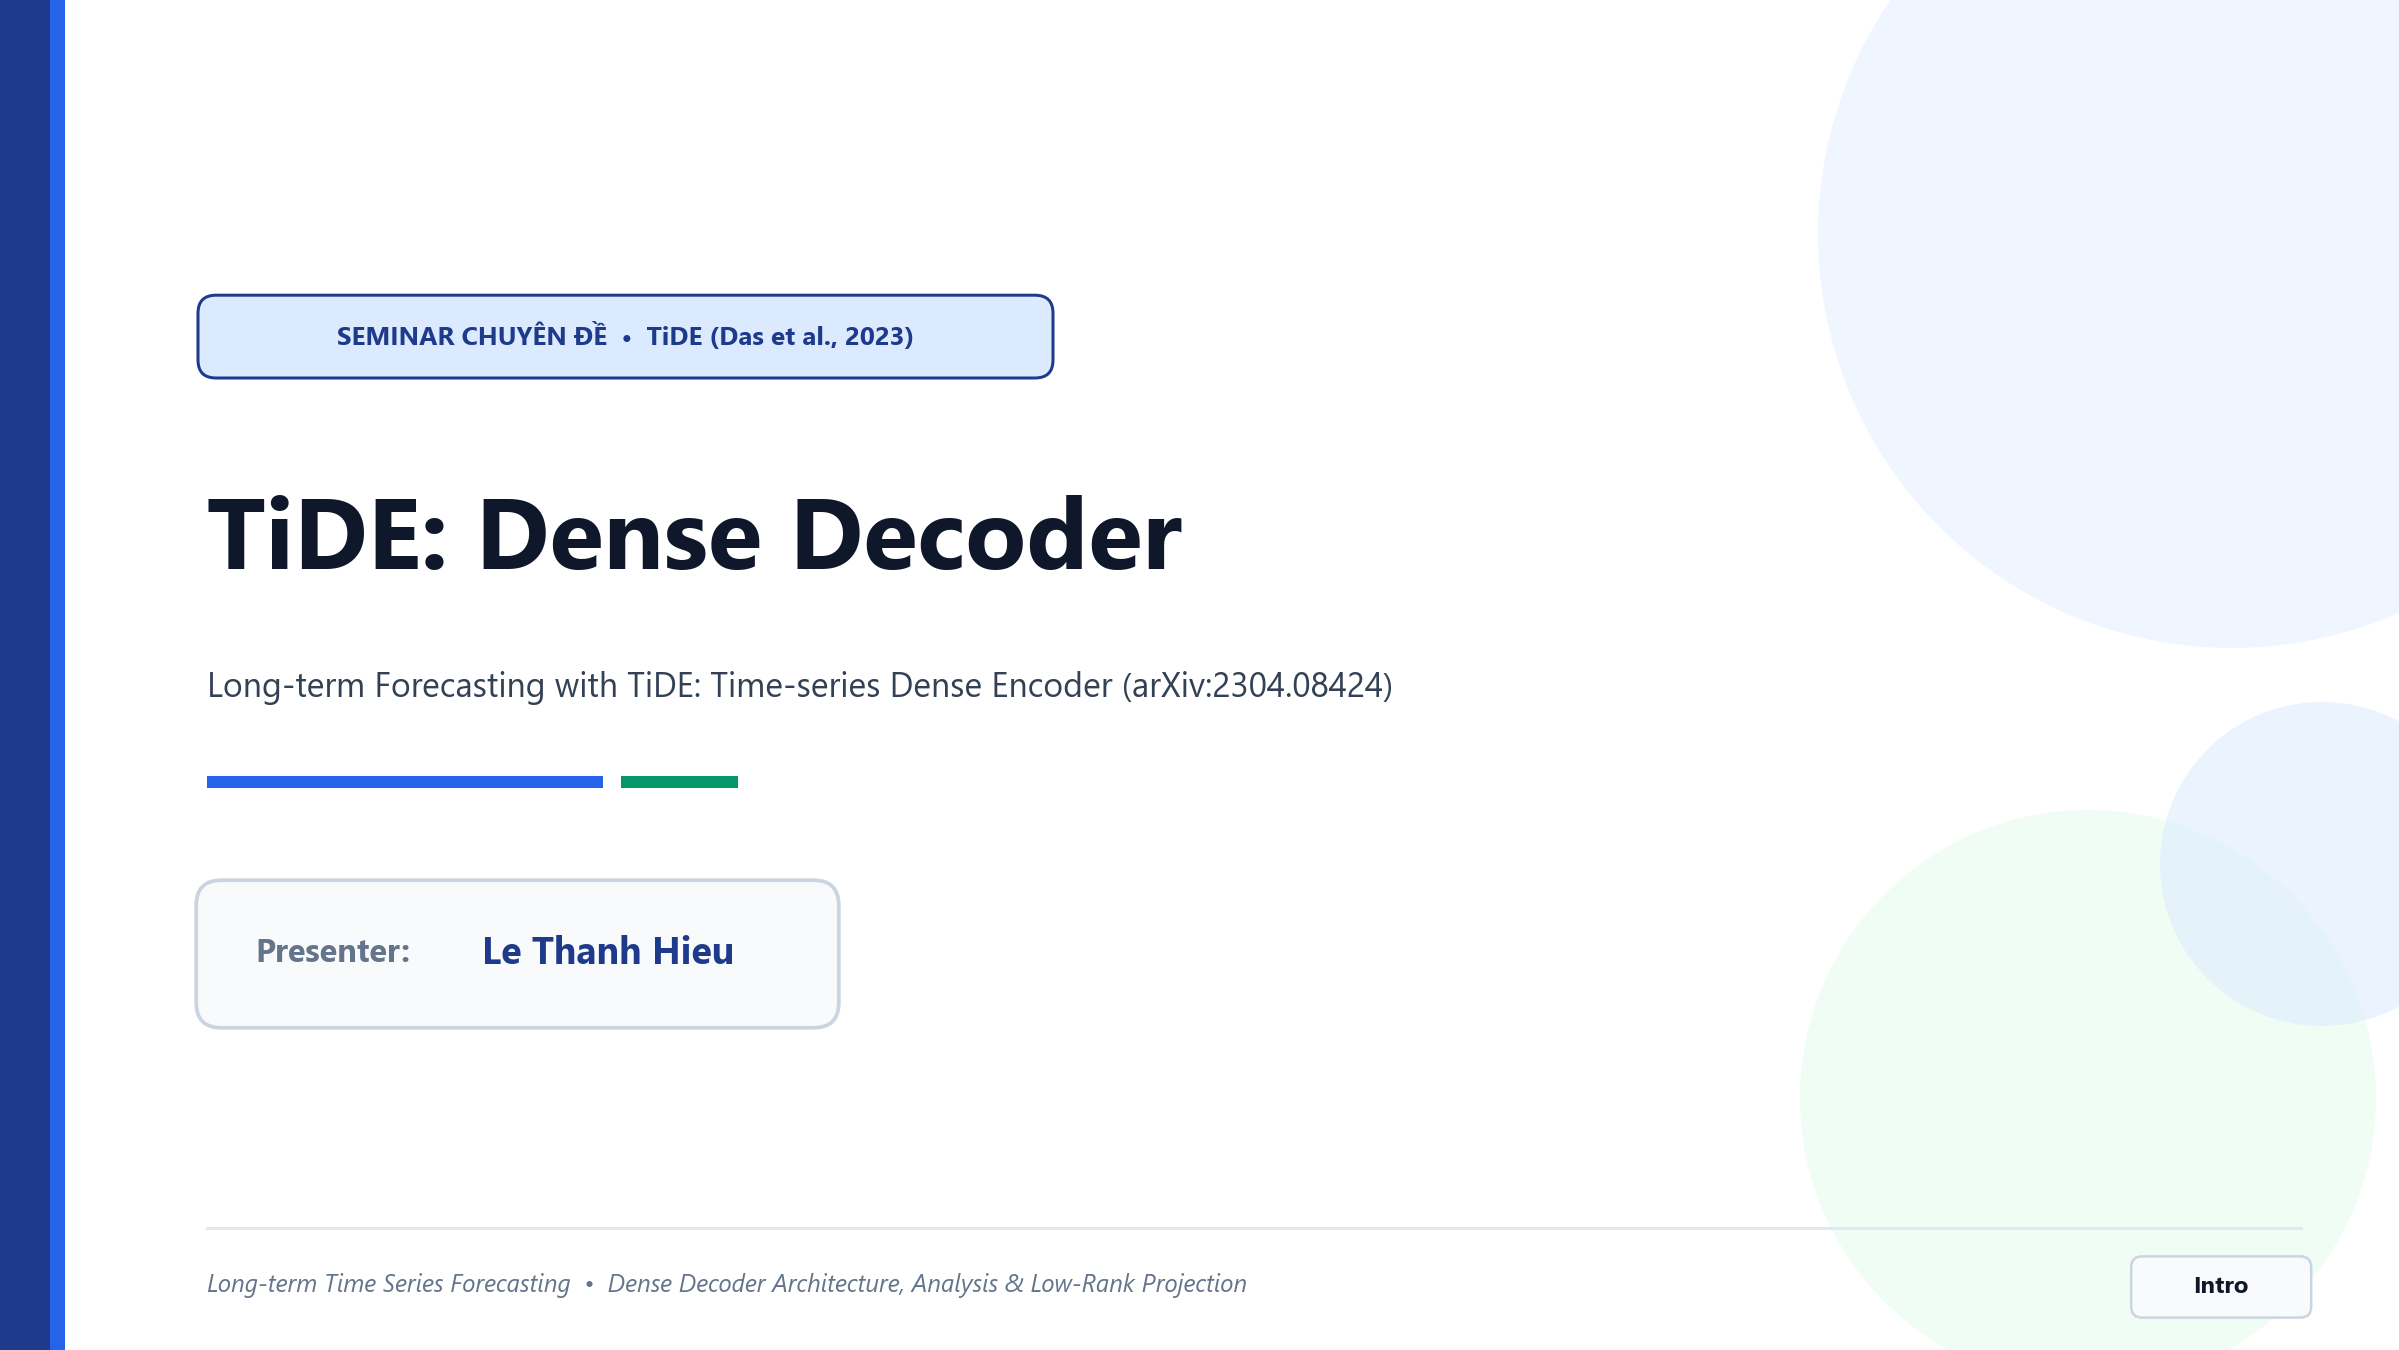 SEMINAR CHUYÊN ĐỀ • TiDE (Das et al., 2023)
TiDE: Dense Decoder
Long-term Forecasting with TiDE: Time-series Dense Encoder (arXiv:2304.08424)
Presenter: Le Thanh Hieu
Long-term Time Series Forecasting • Dense Decoder Architecture, Analysis & Low-Rank Projection
Intro